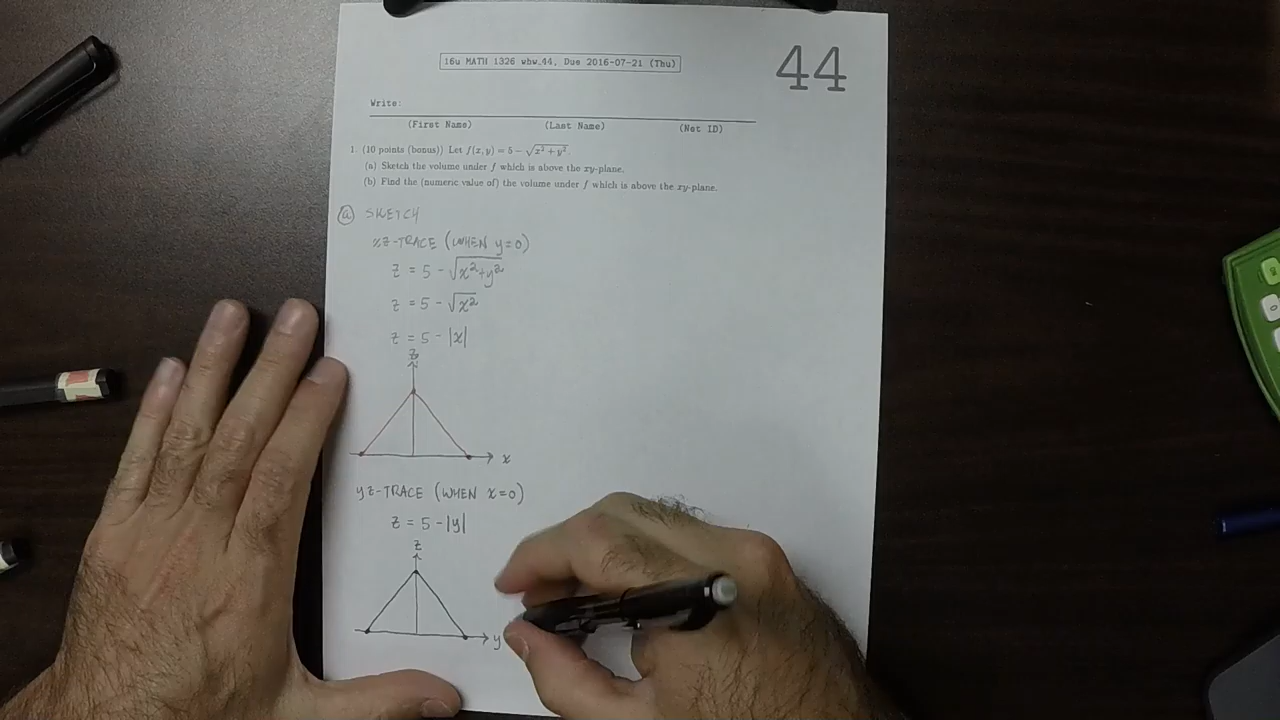 16u MATH 1326 wbw_44, Due 2016-07-21 (Thu)
44
Write:
(First Name) (Last Name) (Net ID)
1. (10 points (bonus)) Let f(x, y) = 5 − √(x² + y²).
(a) Sketch the volume under f which is above the xy-plane.
(b) Find the (numeric value of) the volume under f which is above the xy-plane.
(a) SKETCH
xz-TRACE (WHEN y=0)
z = 5 - √(x²+y²)
z = 5 - √(x²)
z = 5 - |x|
z
x
yz-TRACE (WHEN x=0)
z = 5 - |y|
z
y